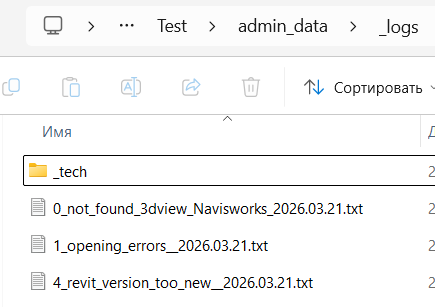 Test admin_data _logs
Сортировать
Имя
_tech
0_not_found_3dview_Navisworks_2026.03.21.txt
1_opening_errors__2026.03.21.txt
4_revit_version_too_new__2026.03.21.txt